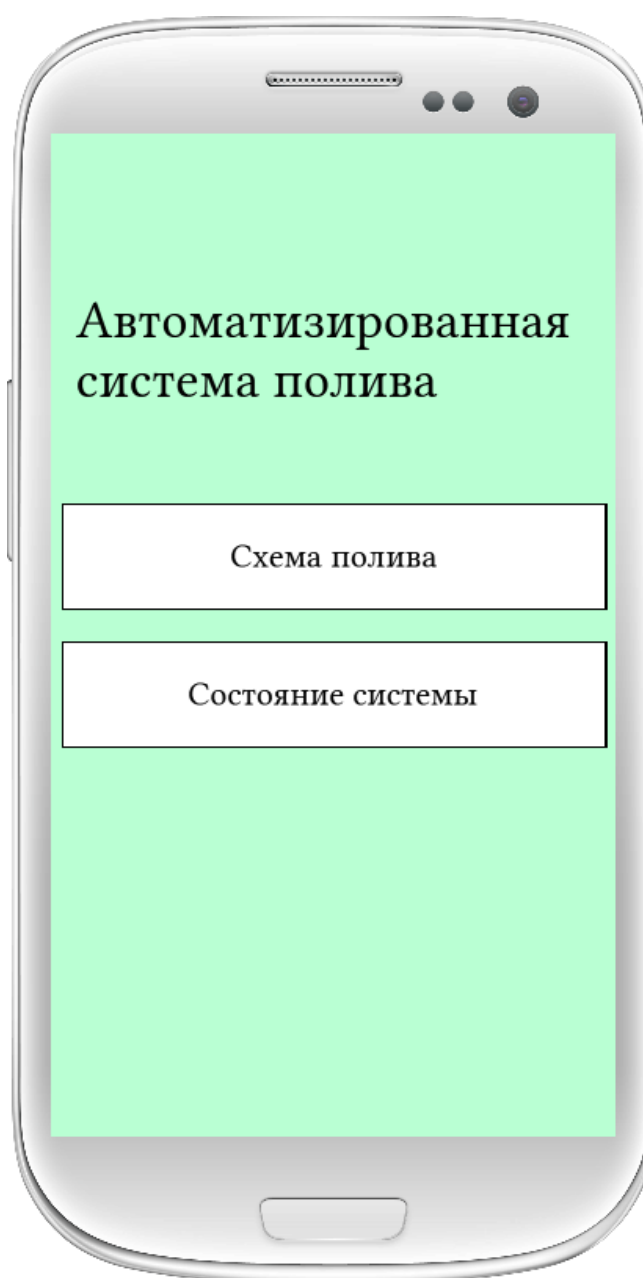 Автоматизированная
система полива
Схема полива
Состояние системы